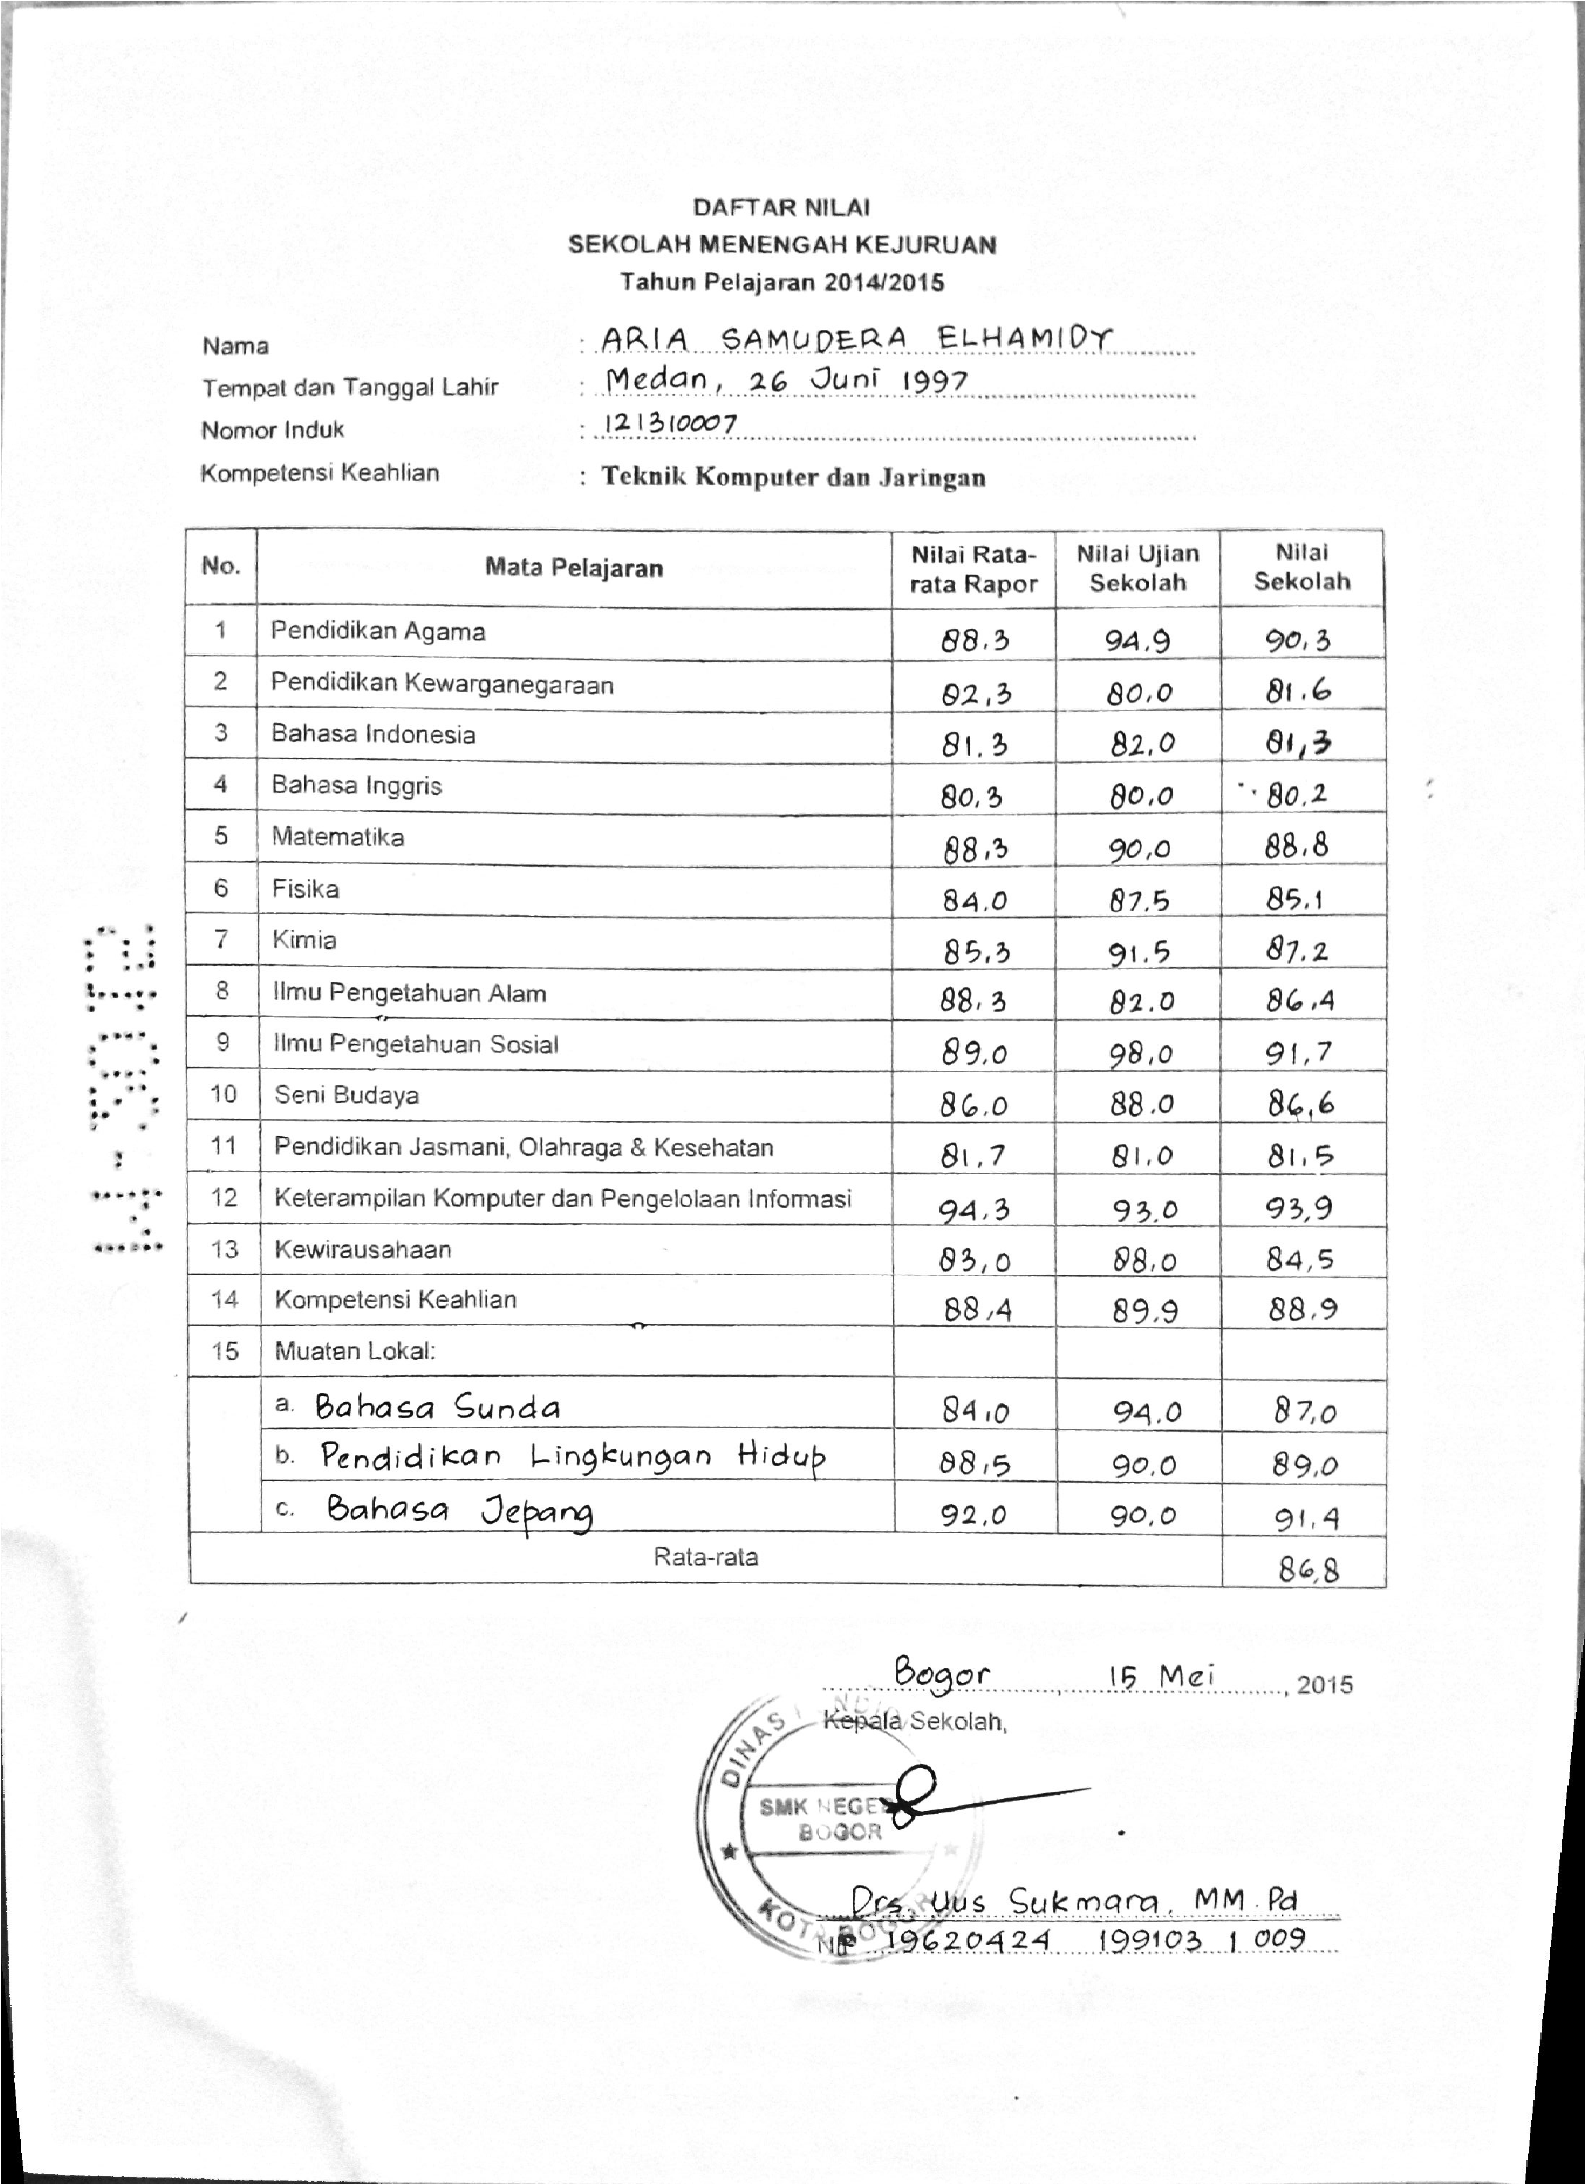 DAFTAR NILAI
SEKOLAH MENENGAH KEJURUAN
Tahun Pelajaran 2014/2015
Nama : ARIA SAMUDERA ELHAMIDY
Tempat dan Tanggal Lahir : Medan, 26 Juni 1997
Nomor Induk : 121310007
Kompetensi Keahlian : Teknik Komputer dan Jaringan
No. Mata Pelajaran Nilai Rata-rata Rapor Nilai Ujian Sekolah Nilai Sekolah
1 Pendidikan Agama 88.3 94.9 90,3
2 Pendidikan Kewarganegaraan 82,3 80,0 81.6
3 Bahasa Indonesia 81.3 82,0 81,3
4 Bahasa Inggris 80,3 80,0 80,2
5 Matematika 88,3 90,0 88,8
6 Fisika 84.0 87.5 85.1
7 Kimia 85,3 91.5 87.2
8 Ilmu Pengetahuan Alam 88,3 82.0 86,4
9 Ilmu Pengetahuan Sosial 89.0 98,0 91,7
10 Seni Budaya 86.0 88.0 86,6
11 Pendidikan Jasmani, Olahraga & Kesehatan 81,7 81,0 81,5
12 Keterampilan Komputer dan Pengelolaan Informasi 94,3 93.0 93,9
13 Kewirausahaan 83,0 88,0 84,5
14 Kompetensi Keahlian 88,4 89.9 88,9
15 Muatan Lokal:
a. Bahasa Sunda 84,0 94.0 87,0
b. Pendidikan Lingkungan Hidup 88,5 90,0 89,0
c. Bahasa Jepang 92,0 90,0 91,4
Rata-rata 86,8
Bogor, 15 Mei, 2015
Kepala Sekolah,
DINAS
SMK NEGE
BOGOR
KOTA BOGOR
Drs. Uus Sukmara, MM.Pd
NIP 19620424 199103 1 009